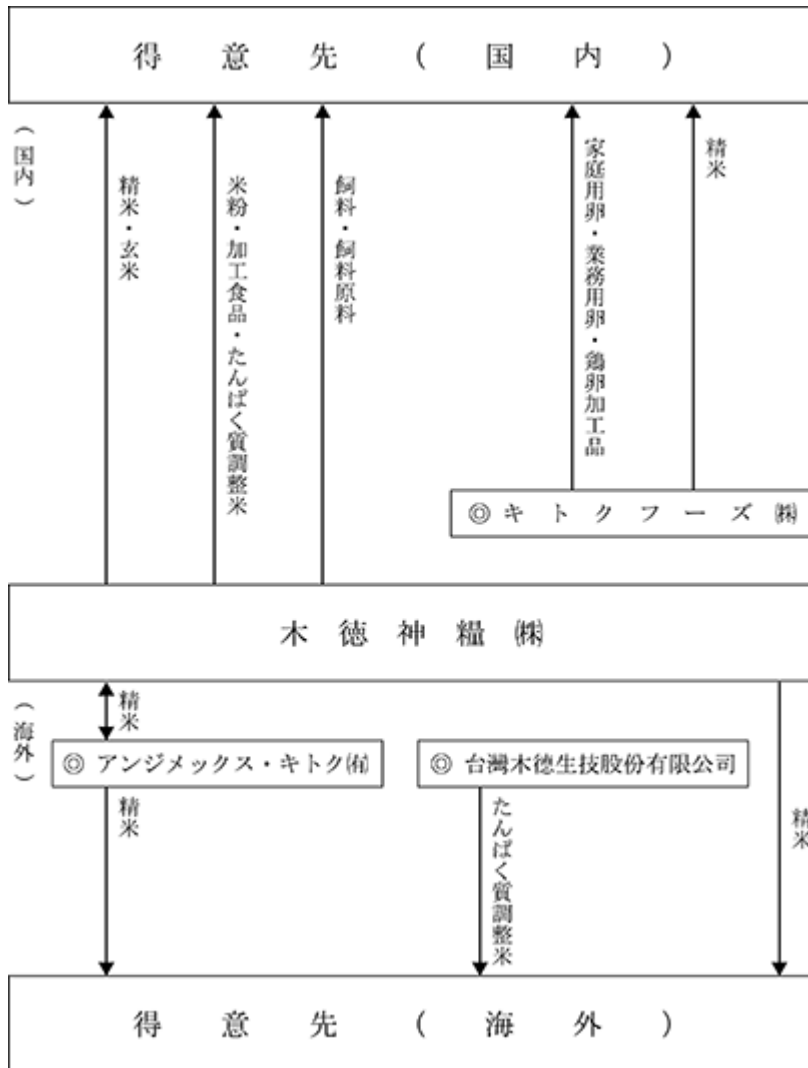 得意先(国内)
(国内)
精米・玄米
米粉・加工食品・たんぱく質調整米
飼料・飼料原料
家庭用卵・業務用卵・鶏卵加工品
精米
◎キトクフーズ㈱
木徳神糧㈱
(海外)
精米
◎ アンジメックス・キトク㈲
◎ 台灣木德生技股份有限公司
精米
たんぱく質調整米
精米
得意先(海外)